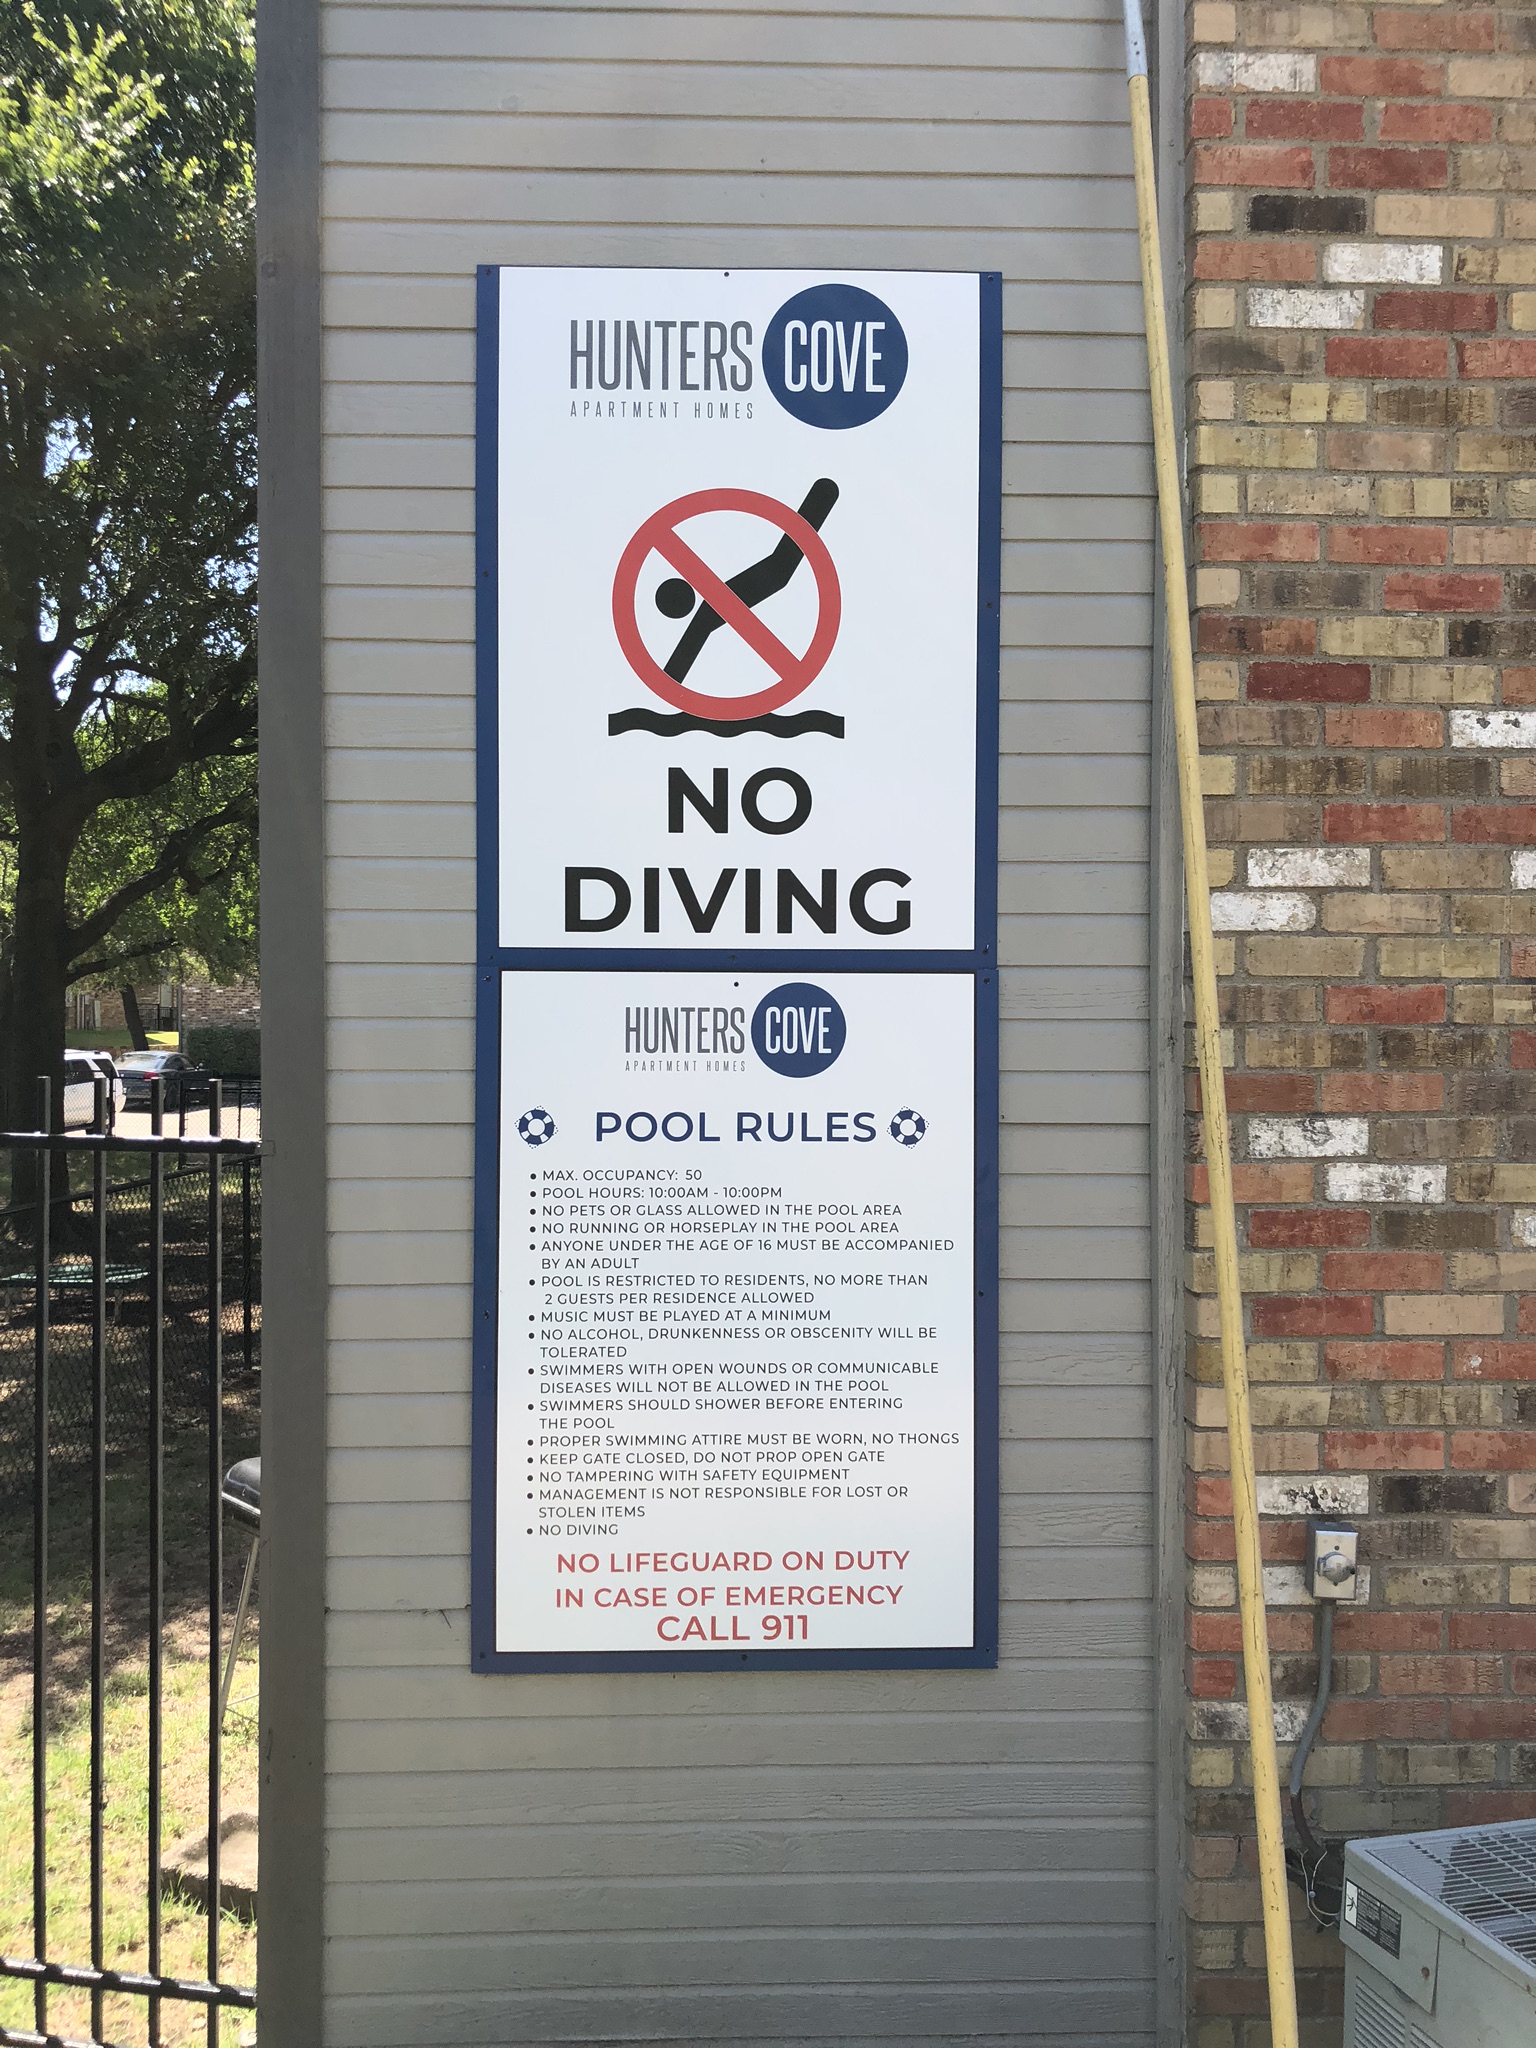 HUNTERS COVE
APARTMENT HOMES
NO
DIVING
HUNTERS COVE
APARTMENT HOMES
POOL RULES
• MAX. OCCUPANCY: 50
• POOL HOURS: 10:00AM - 10:00PM
• NO PETS OR GLASS ALLOWED IN THE POOL AREA
• NO RUNNING OR HORSEPLAY IN THE POOL AREA
• ANYONE UNDER THE AGE OF 16 MUST BE ACCOMPANIED
BY AN ADULT
• POOL IS RESTRICTED TO RESIDENTS, NO MORE THAN
2 GUESTS PER RESIDENCE ALLOWED
• MUSIC MUST BE PLAYED AT A MINIMUM
• NO ALCOHOL, DRUNKENNESS OR OBSCENITY WILL BE
TOLERATED
• SWIMMERS WITH OPEN WOUNDS OR COMMUNICABLE
DISEASES WILL NOT BE ALLOWED IN THE POOL
• SWIMMERS SHOULD SHOWER BEFORE ENTERING
THE POOL
• PROPER SWIMMING ATTIRE MUST BE WORN, NO THONGS
• KEEP GATE CLOSED, DO NOT PROP OPEN GATE
• NO TAMPERING WITH SAFETY EQUIPMENT
• MANAGEMENT IS NOT RESPONSIBLE FOR LOST OR
STOLEN ITEMS
• NO DIVING
NO LIFEGUARD ON DUTY
IN CASE OF EMERGENCY
CALL 911